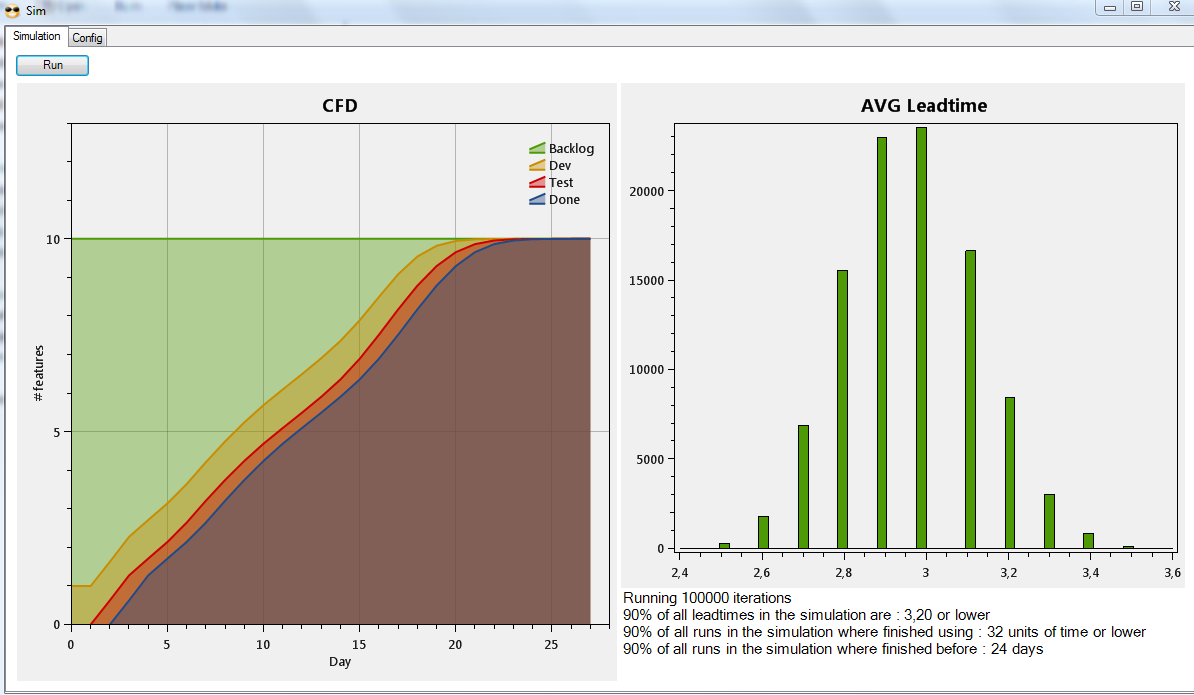 Sim
Simulation Config
Run
CFD
Backlog
Dev
Test
Done
10
5
0
#features
0 5 10 15 20 25
Day
AVG Leadtime
20000
15000
10000
5000
0
2,4 2,6 2,8 3 3,2 3,4 3,6
Running 100000 iterations
90% of all leadtimes in the simulation are : 3,20 or lower
90% of all runs in the simulation where finished using : 32 units of time or lower
90% of all runs in the simulation where finished before : 24 days